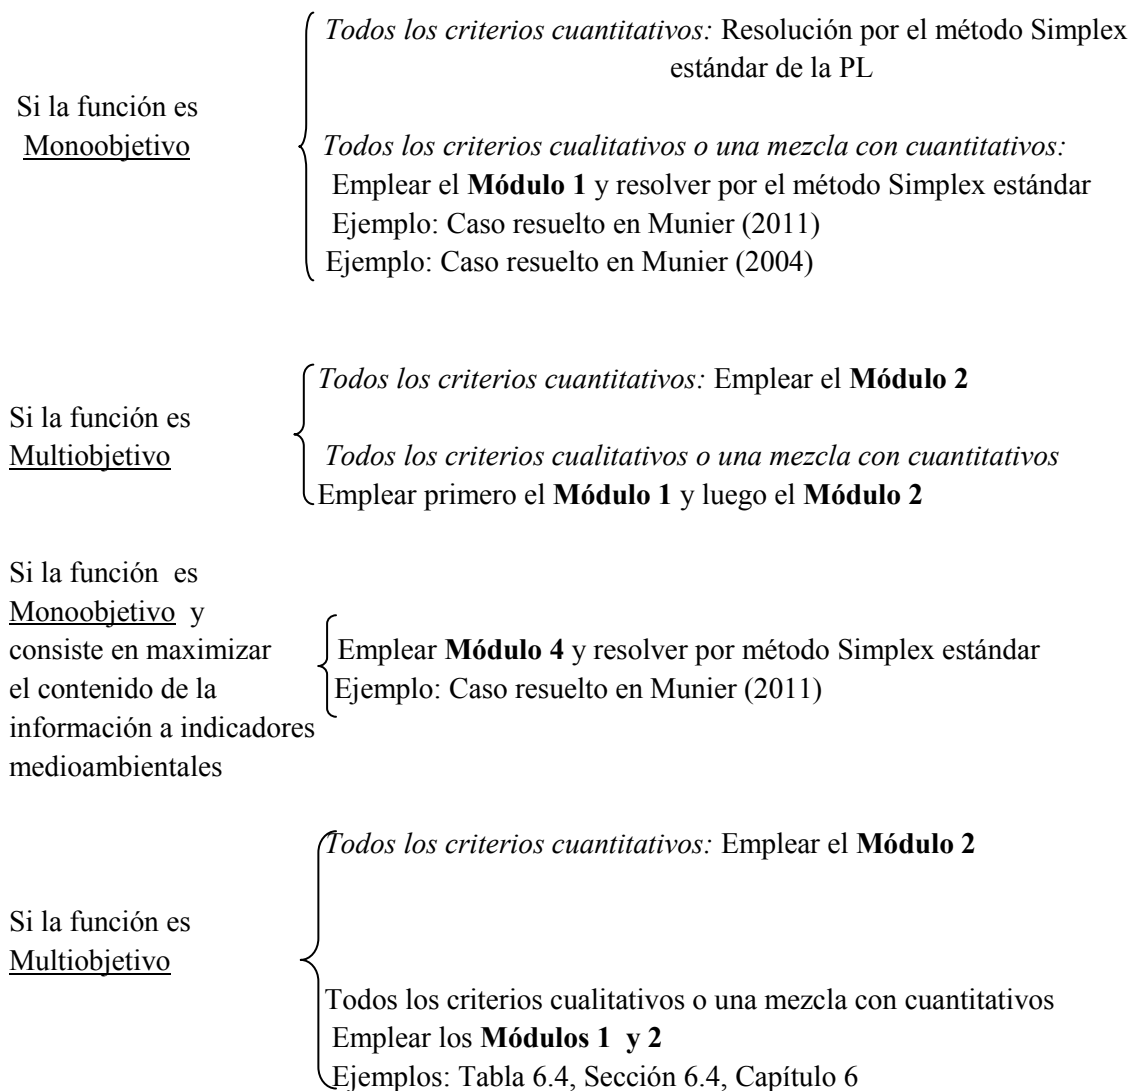 Todos los criterios cuantitativos: Resolución por el método Simplex
estándar de la PL
Si la función es
Monoobjetivo
Todos los criterios cualitativos o una mezcla con cuantitativos:
Emplear el Módulo 1 y resolver por el método Simplex estándar
Ejemplo: Caso resuelto en Munier (2011)
Ejemplo: Caso resuelto en Munier (2004)
Todos los criterios cuantitativos: Emplear el Módulo 2
Si la función es
Multiobjetivo
Todos los criterios cualitativos o una mezcla con cuantitativos
Emplear primero el Módulo 1 y luego el Módulo 2
Si la función es
Monoobjetivo y
consiste en maximizar
el contenido de la
información a indicadores
medioambientales
Emplear Módulo 4 y resolver por método Simplex estándar
Ejemplo: Caso resuelto en Munier (2011)
Todos los criterios cuantitativos: Emplear el Módulo 2
Si la función es
Multiobjetivo
Todos los criterios cualitativos o una mezcla con cuantitativos
Emplear los Módulos 1 y 2
Ejemplos: Tabla 6.4, Sección 6.4, Capítulo 6